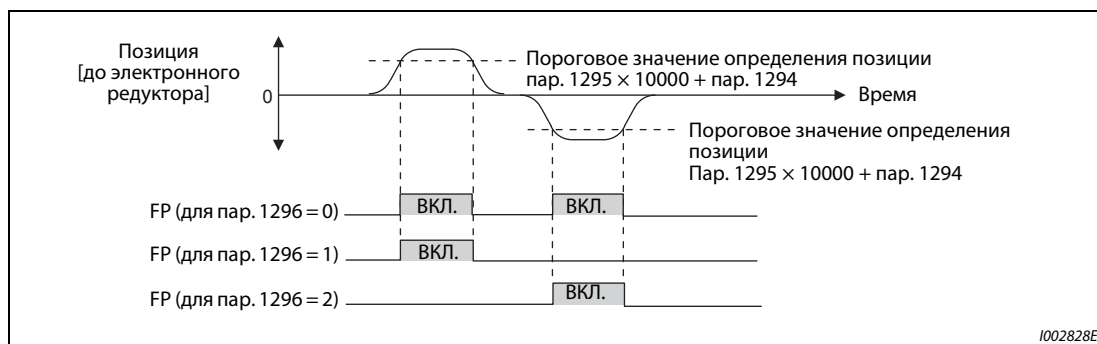 Позиция
[до электронного
редуктора]
0
Пороговое значение определения позиции
пар. 1295 × 10000 + пар. 1294
Время
Пороговое значение определения
позиции
Пар. 1295 × 10000 + пар. 1294
FP (для пар. 1296 = 0)
ВКЛ.
ВКЛ.
FP (для пар. 1296 = 1)
ВКЛ.
FP (для пар. 1296 = 2)
ВКЛ.
I002828E